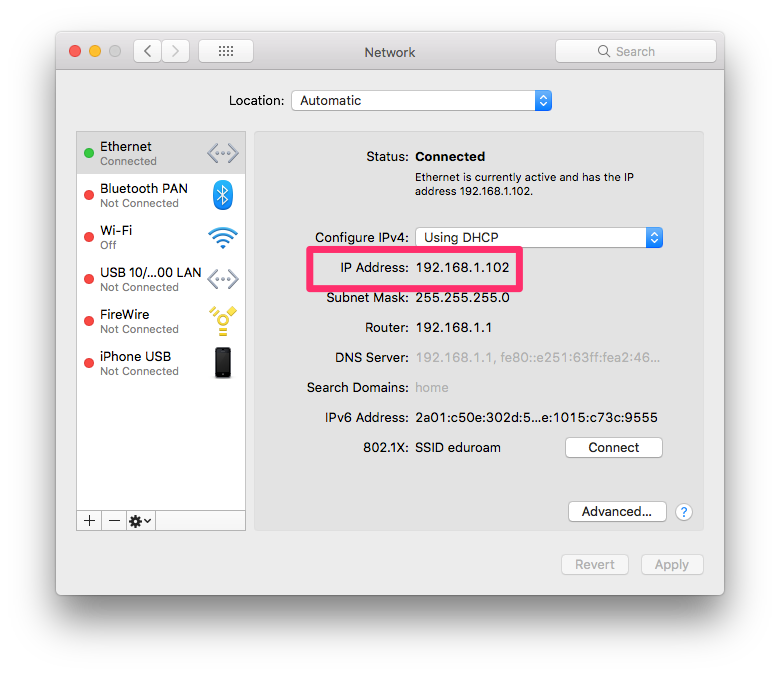 Network
Search
Location: Automatic
Ethernet
Connected
Bluetooth PAN
Not Connected
Wi-Fi
Off
USB 10/...00 LAN
Not Connected
FireWire
Not Connected
iPhone USB
Not Connected
Status: Connected
Ethernet is currently active and has the IP
address 192.168.1.102.
Configure IPv4: Using DHCP
IP Address: 192.168.1.102
Subnet Mask: 255.255.255.0
Router: 192.168.1.1
DNS Server: 192.168.1.1, fe80::e251:63ff:fea2:46...
Search Domains: home
IPv6 Address: 2a01:c50e:302d:5...e:1015:c73c:9555
802.1X: SSID eduroam Connect
Advanced... ?
Revert Apply